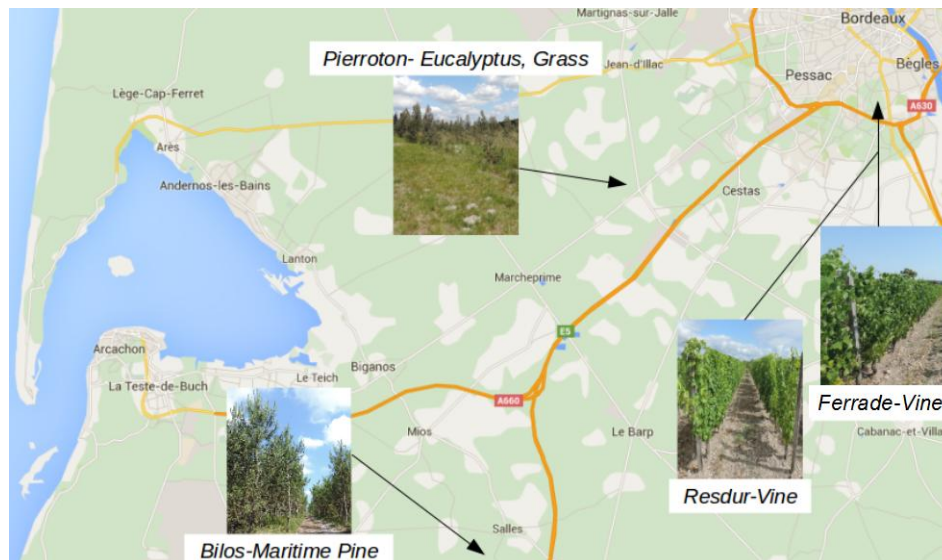 Martignas-sur-Jalle
Bordeaux
Pierroton- Eucalyptus, Grass
Jean-d'Illac
Bègles
Pessac
Lège-Cap-Ferret
A630
Arès
Andernos-les-Bains
Cestas
Lanton
Marcheprime
E5
Arcachon
Biganos
Le Teich
La Teste-de-Buch
A660
Ferrade-Vine
Mios
Le Barp
Cabanac-et-Villa
Resdur-Vine
Salles
Bilos-Maritime Pine